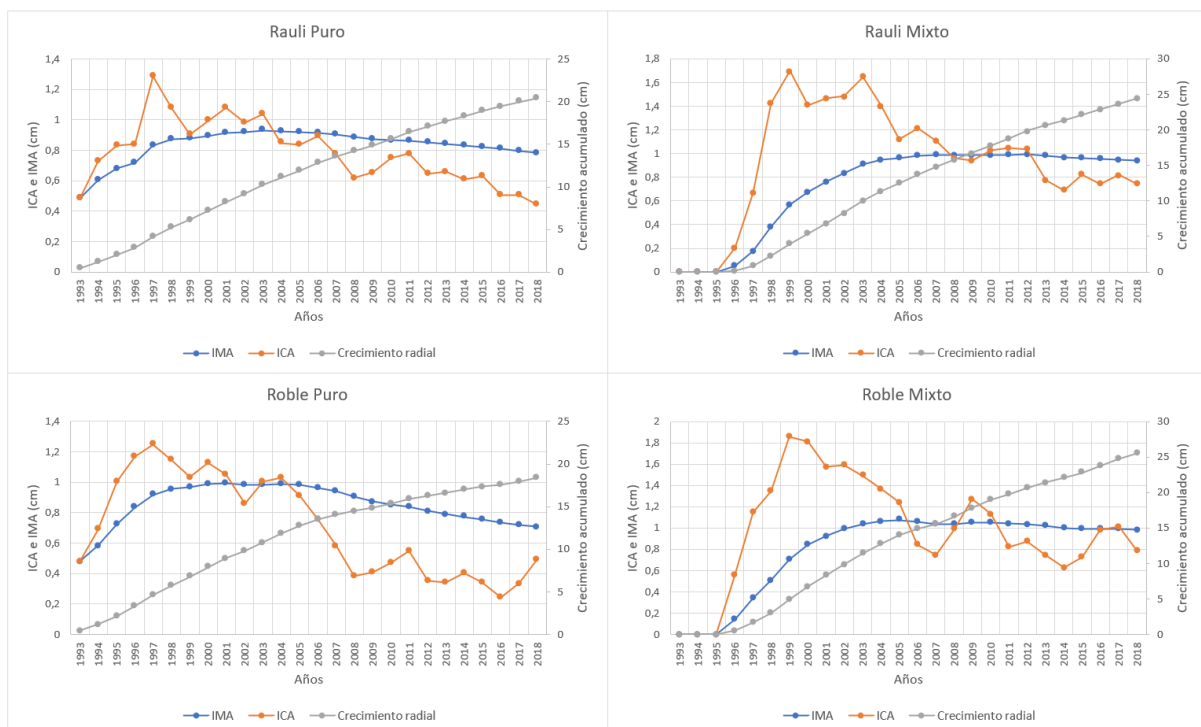 Rauli Puro
ICA e IMA (cm)
1,4
1,2
1
0,8
0,6
0,4
0,2
0
25
20
15
10
5
0
Crecimiento acumulado (cm)
1993 1994 1995 1996 1997 1998 1999 2000 2001 2002 2003 2004 2005 2006 2007 2008 2009 2010 2011 2012 2013 2014 2015 2016 2017 2018
Años
IMA ICA Crecimiento radial
Rauli Mixto
ICA e IMA (cm)
1,8
1,6
1,4
1,2
1
0,8
0,6
0,4
0,2
0
30
25
20
15
10
5
0
Crecimiento acumulado (cm)
1993 1994 1995 1996 1997 1998 1999 2000 2001 2002 2003 2004 2005 2006 2007 2008 2009 2010 2011 2012 2013 2014 2015 2016 2017 2018
Años
IMA ICA Crecimiento radial
Roble Puro
ICA e IMA (cm)
1,4
1,2
1
0,8
0,6
0,4
0,2
0
25
20
15
10
5
0
Crecimiento acumulado (cm)
1993 1994 1995 1996 1997 1998 1999 2000 2001 2002 2003 2004 2005 2006 2007 2008 2009 2010 2011 2012 2013 2014 2015 2016 2017 2018
Años
IMA ICA Crecimiento radial
Roble Mixto
ICA e IMA (cm)
2
1,8
1,6
1,4
1,2
1
0,8
0,6
0,4
0,2
0
30
25
20
15
10
5
0
Crecimiento acumulado (cm)
1993 1994 1995 1996 1997 1998 1999 2000 2001 2002 2003 2004 2005 2006 2007 2008 2009 2010 2011 2012 2013 2014 2015 2016 2017 2018
Años
IMA ICA Crecimiento radial